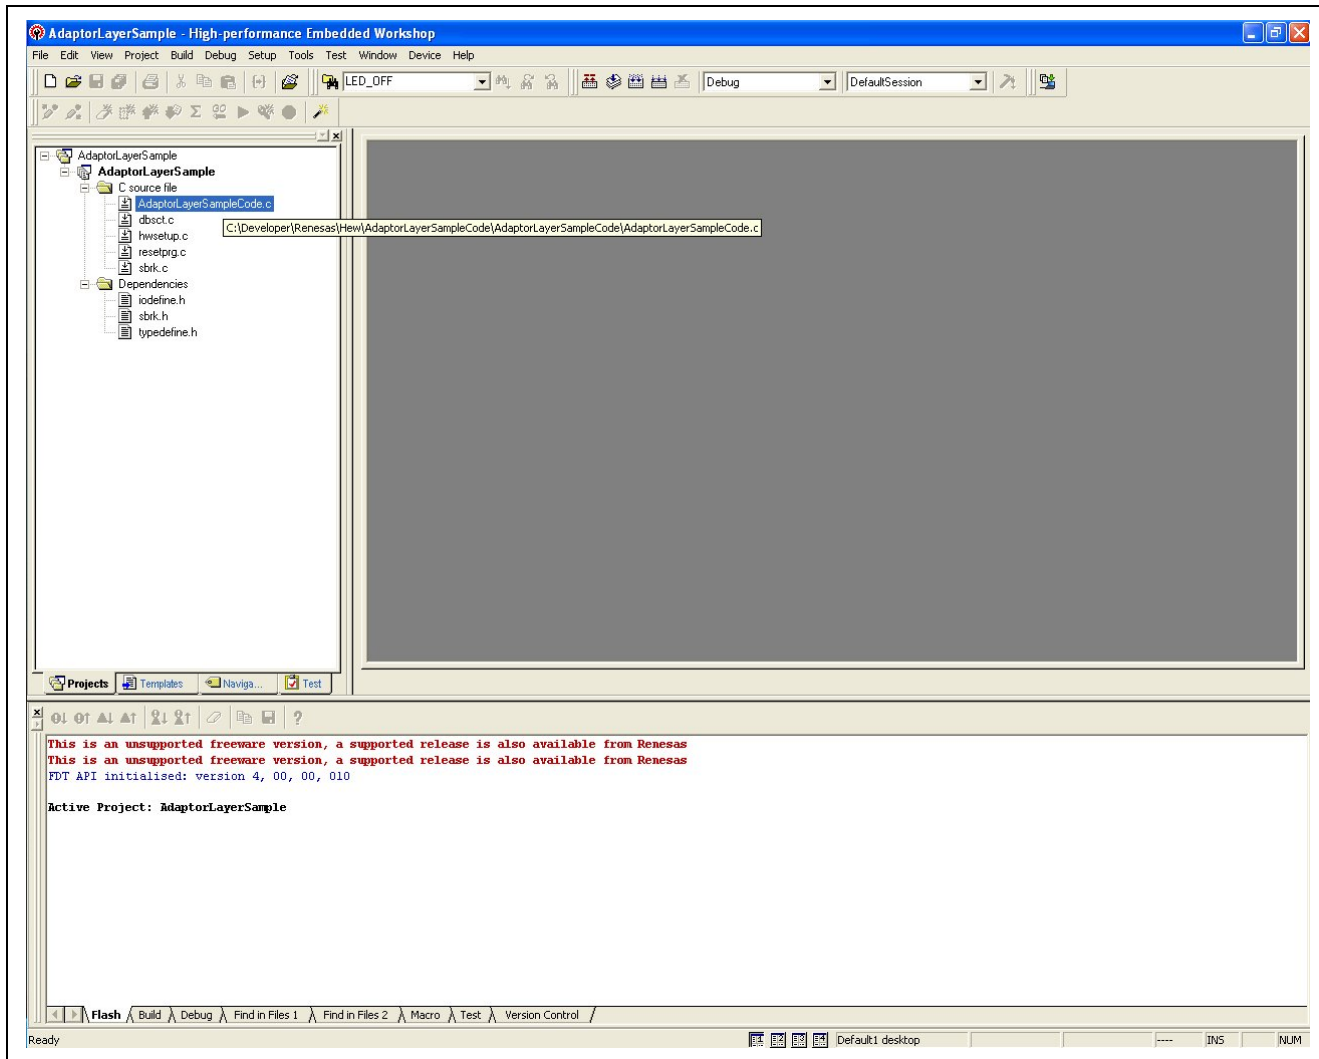 AdaptorLayerSample - High-performance Embedded Workshop
File Edit View Project Build Debug Setup Tools Test Window Device Help
LED_OFF Debug DefaultSession
AdaptorLayerSample
AdaptorLayerSample
C source file
AdaptorLayerSampleCode.c
dbsct.c
C:\Developer\Renesas\Hew\AdaptorLayerSampleCode\AdaptorLayerSampleCode\AdaptorLayerSampleCode.c
hwsetup.c
resetprg.c
sbrk.c
Dependencies
iodefine.h
sbrk.h
typedefine.h
Projects Templates Naviga... Test
This is an unsupported freeware version, a supported release is also available from Renesas
This is an unsupported freeware version, a supported release is also available from Renesas
FDT API initialised: version 4, 00, 00, 010
Active Project: AdaptorLayerSample
Flash Build Debug Find in Files 1 Find in Files 2 Macro Test Version Control
Ready Default1 desktop ---- INS NUM